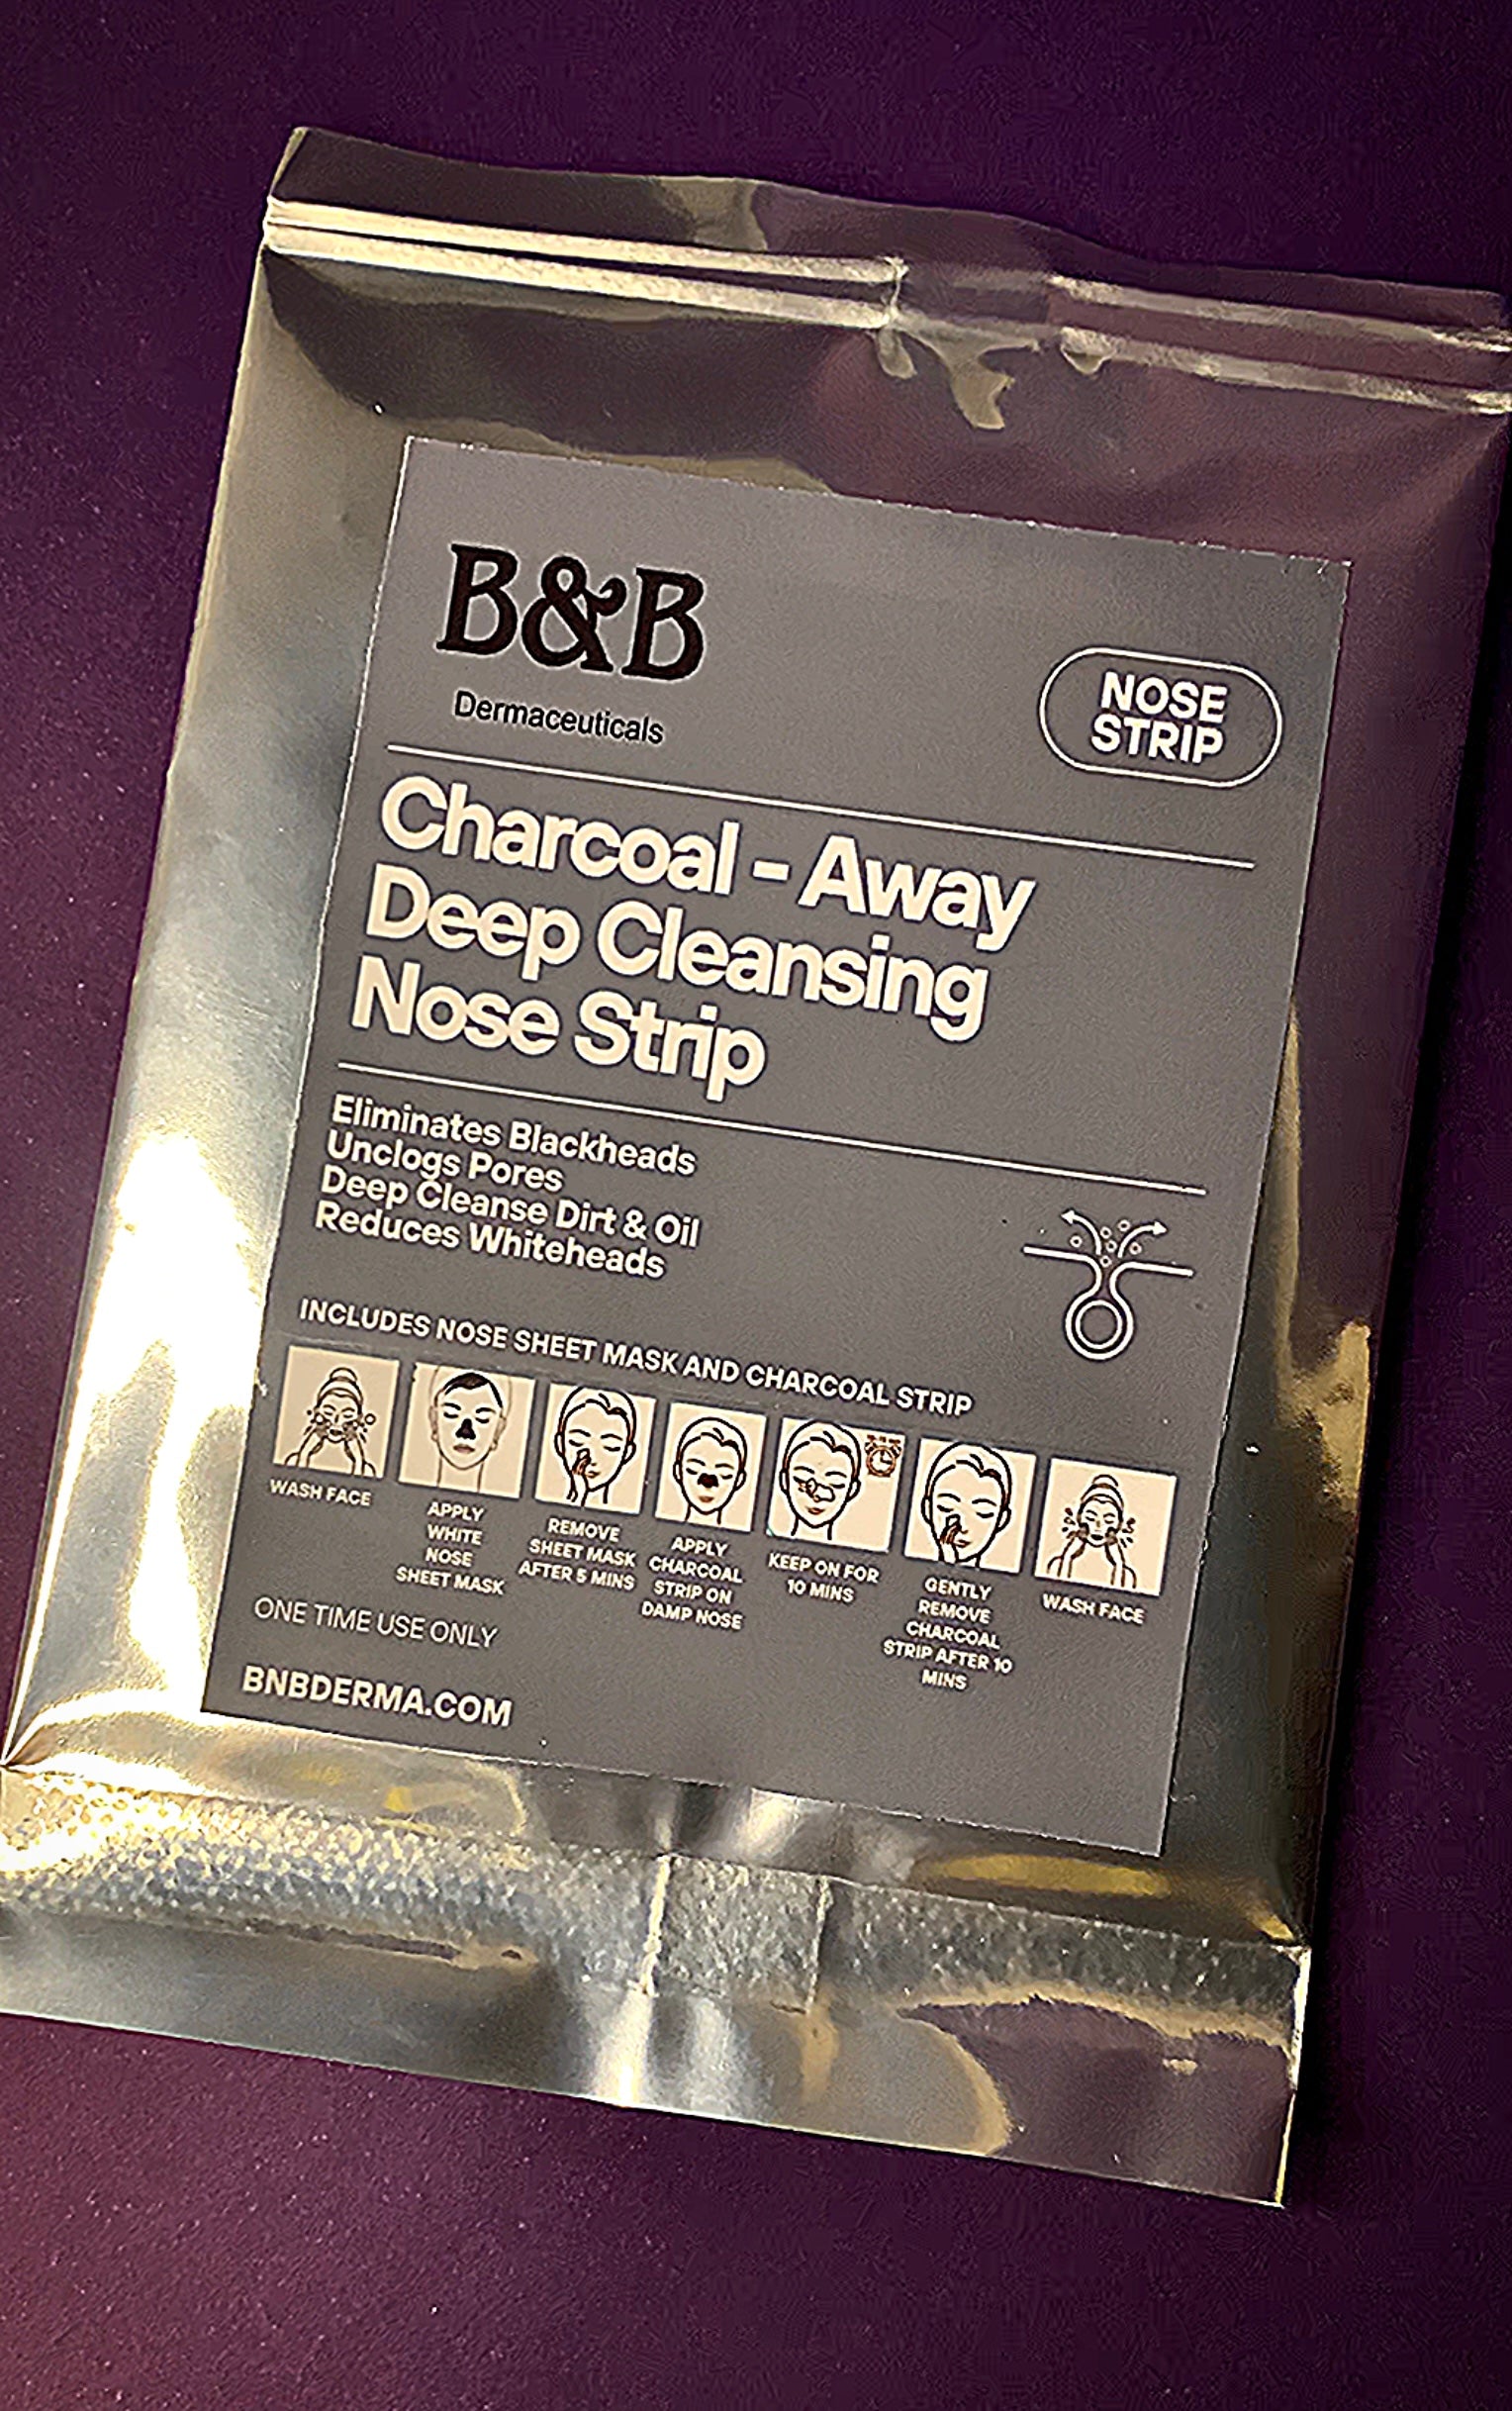 B&B
Dermaceuticals
NOSE
STRIP
Charcoal - Away
Deep Cleansing
Nose Strip
Eliminates Blackheads
Unclogs Pores
Deep Cleanse Dirt & Oil
Reduces Whiteheads
INCLUDES NOSE SHEET MASK AND CHARCOAL STRIP
WASH FACE
APPLY
WHITE
NOSE
SHEET MASK
REMOVE
SHEET MASK
AFTER 5 MINS
APPLY
CHARCOAL
STRIP ON
DAMP NOSE
KEEP ON FOR
10 MINS
GENTLY
REMOVE
CHARCOAL
STRIP AFTER 10
MINS
WASH FACE
ONE TIME USE ONLY
BNBDERMA.COM